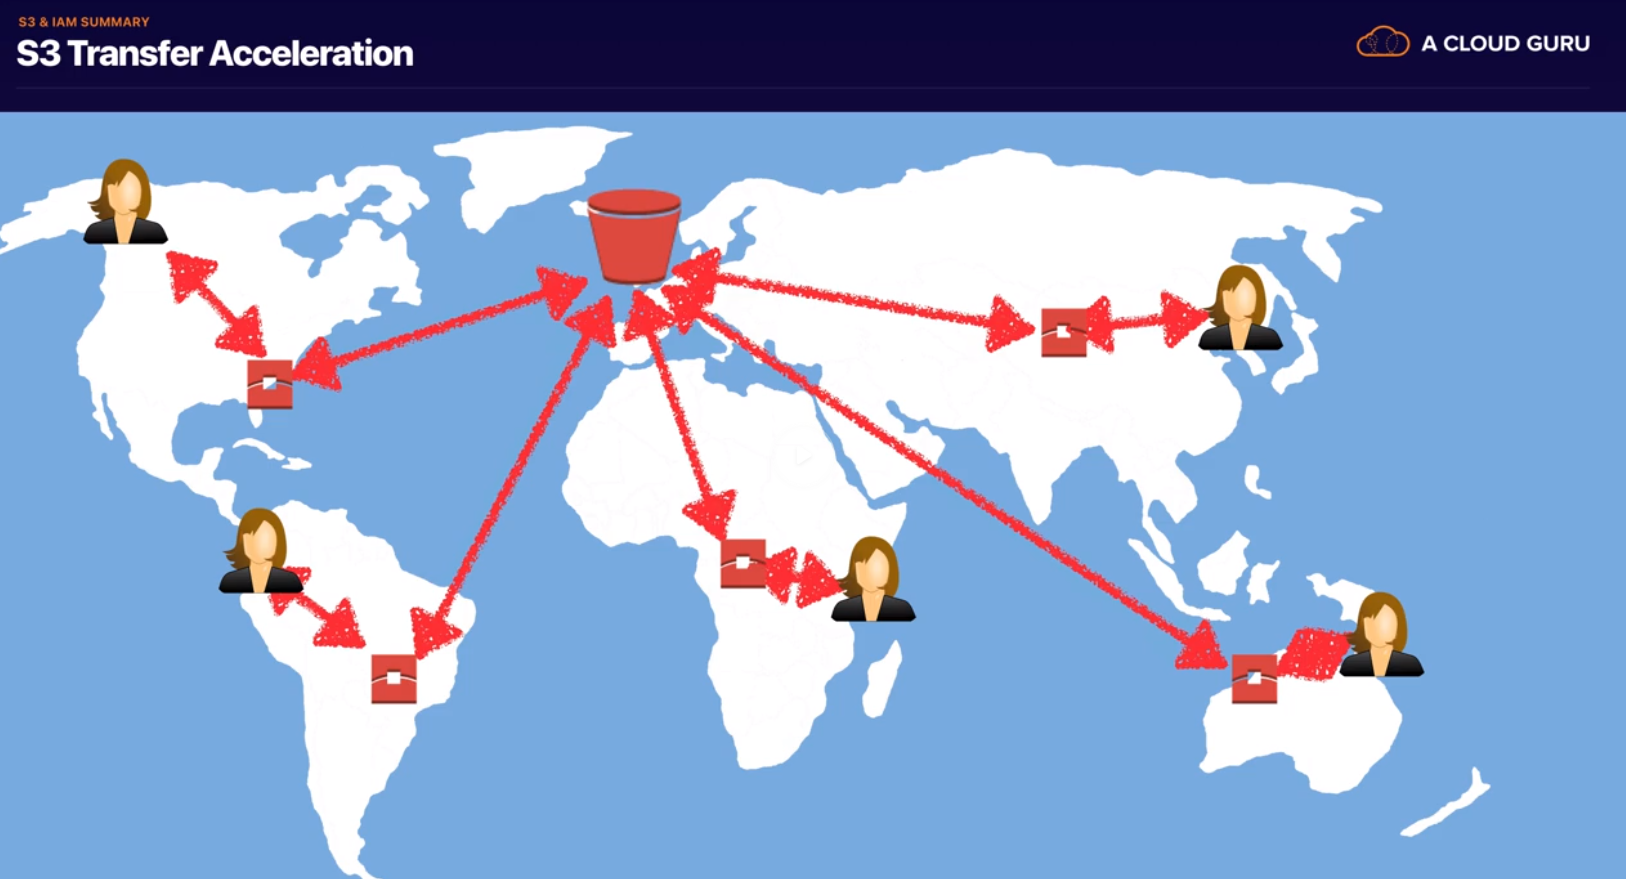 S3 & IAM SUMMARY
S3 Transfer Acceleration
A CLOUD GURU